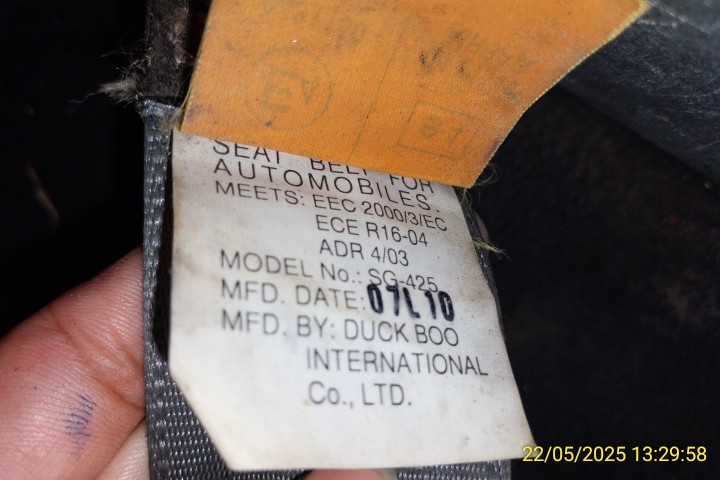 SEAT BELT FOR
AUTOMOBILES.
MEETS: EEC 2000/3/EC
ECE R16-04
ADR 4/03
MODEL No.: SG-425
MFD. DATE: 07L10
MFD. BY: DUCK BOO
INTERNATIONAL
Co., LTD.
22/05/2025 13:29:58